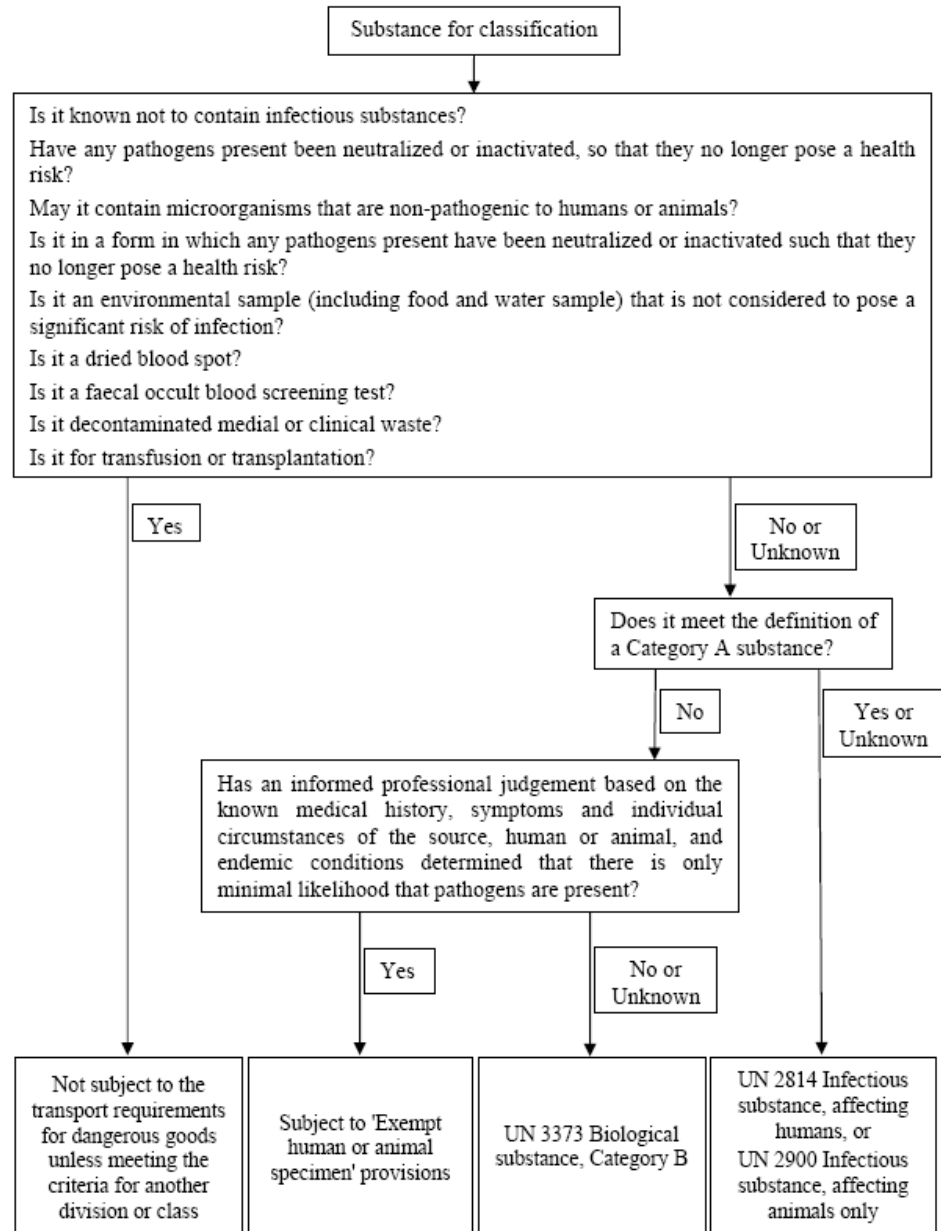 Substance for classification
Is it known not to contain infectious substances?
Have any pathogens present been neutralized or inactivated, so that they no longer pose a health
risk?
May it contain microorganisms that are non-pathogenic to humans or animals?
Is it in a form in which any pathogens present have been neutralized or inactivated such that they
no longer pose a health risk?
Is it an environmental sample (including food and water sample) that is not considered to pose a
significant risk of infection?
Is it a dried blood spot?
Is it a faecal occult blood screening test?
Is it decontaminated medial or clinical waste?
Is it for transfusion or transplantation?
Yes
No or
Unknown
Does it meet the definition of
a Category A substance?
No
Yes or
Unknown
Has an informed professional judgement based on the
known medical history, symptoms and individual
circumstances of the source, human or animal, and
endemic conditions determined that there is only
minimal likelihood that pathogens are present?
Yes
No or
Unknown
Not subject to the
transport requirements
for dangerous goods
unless meeting the
criteria for another
division or class
Subject to 'Exempt
human or animal
specimen' provisions
UN 3373 Biological
substance, Category B
UN 2814 Infectious
substance, affecting
humans, or
UN 2900 Infectious
substance, affecting
animals only